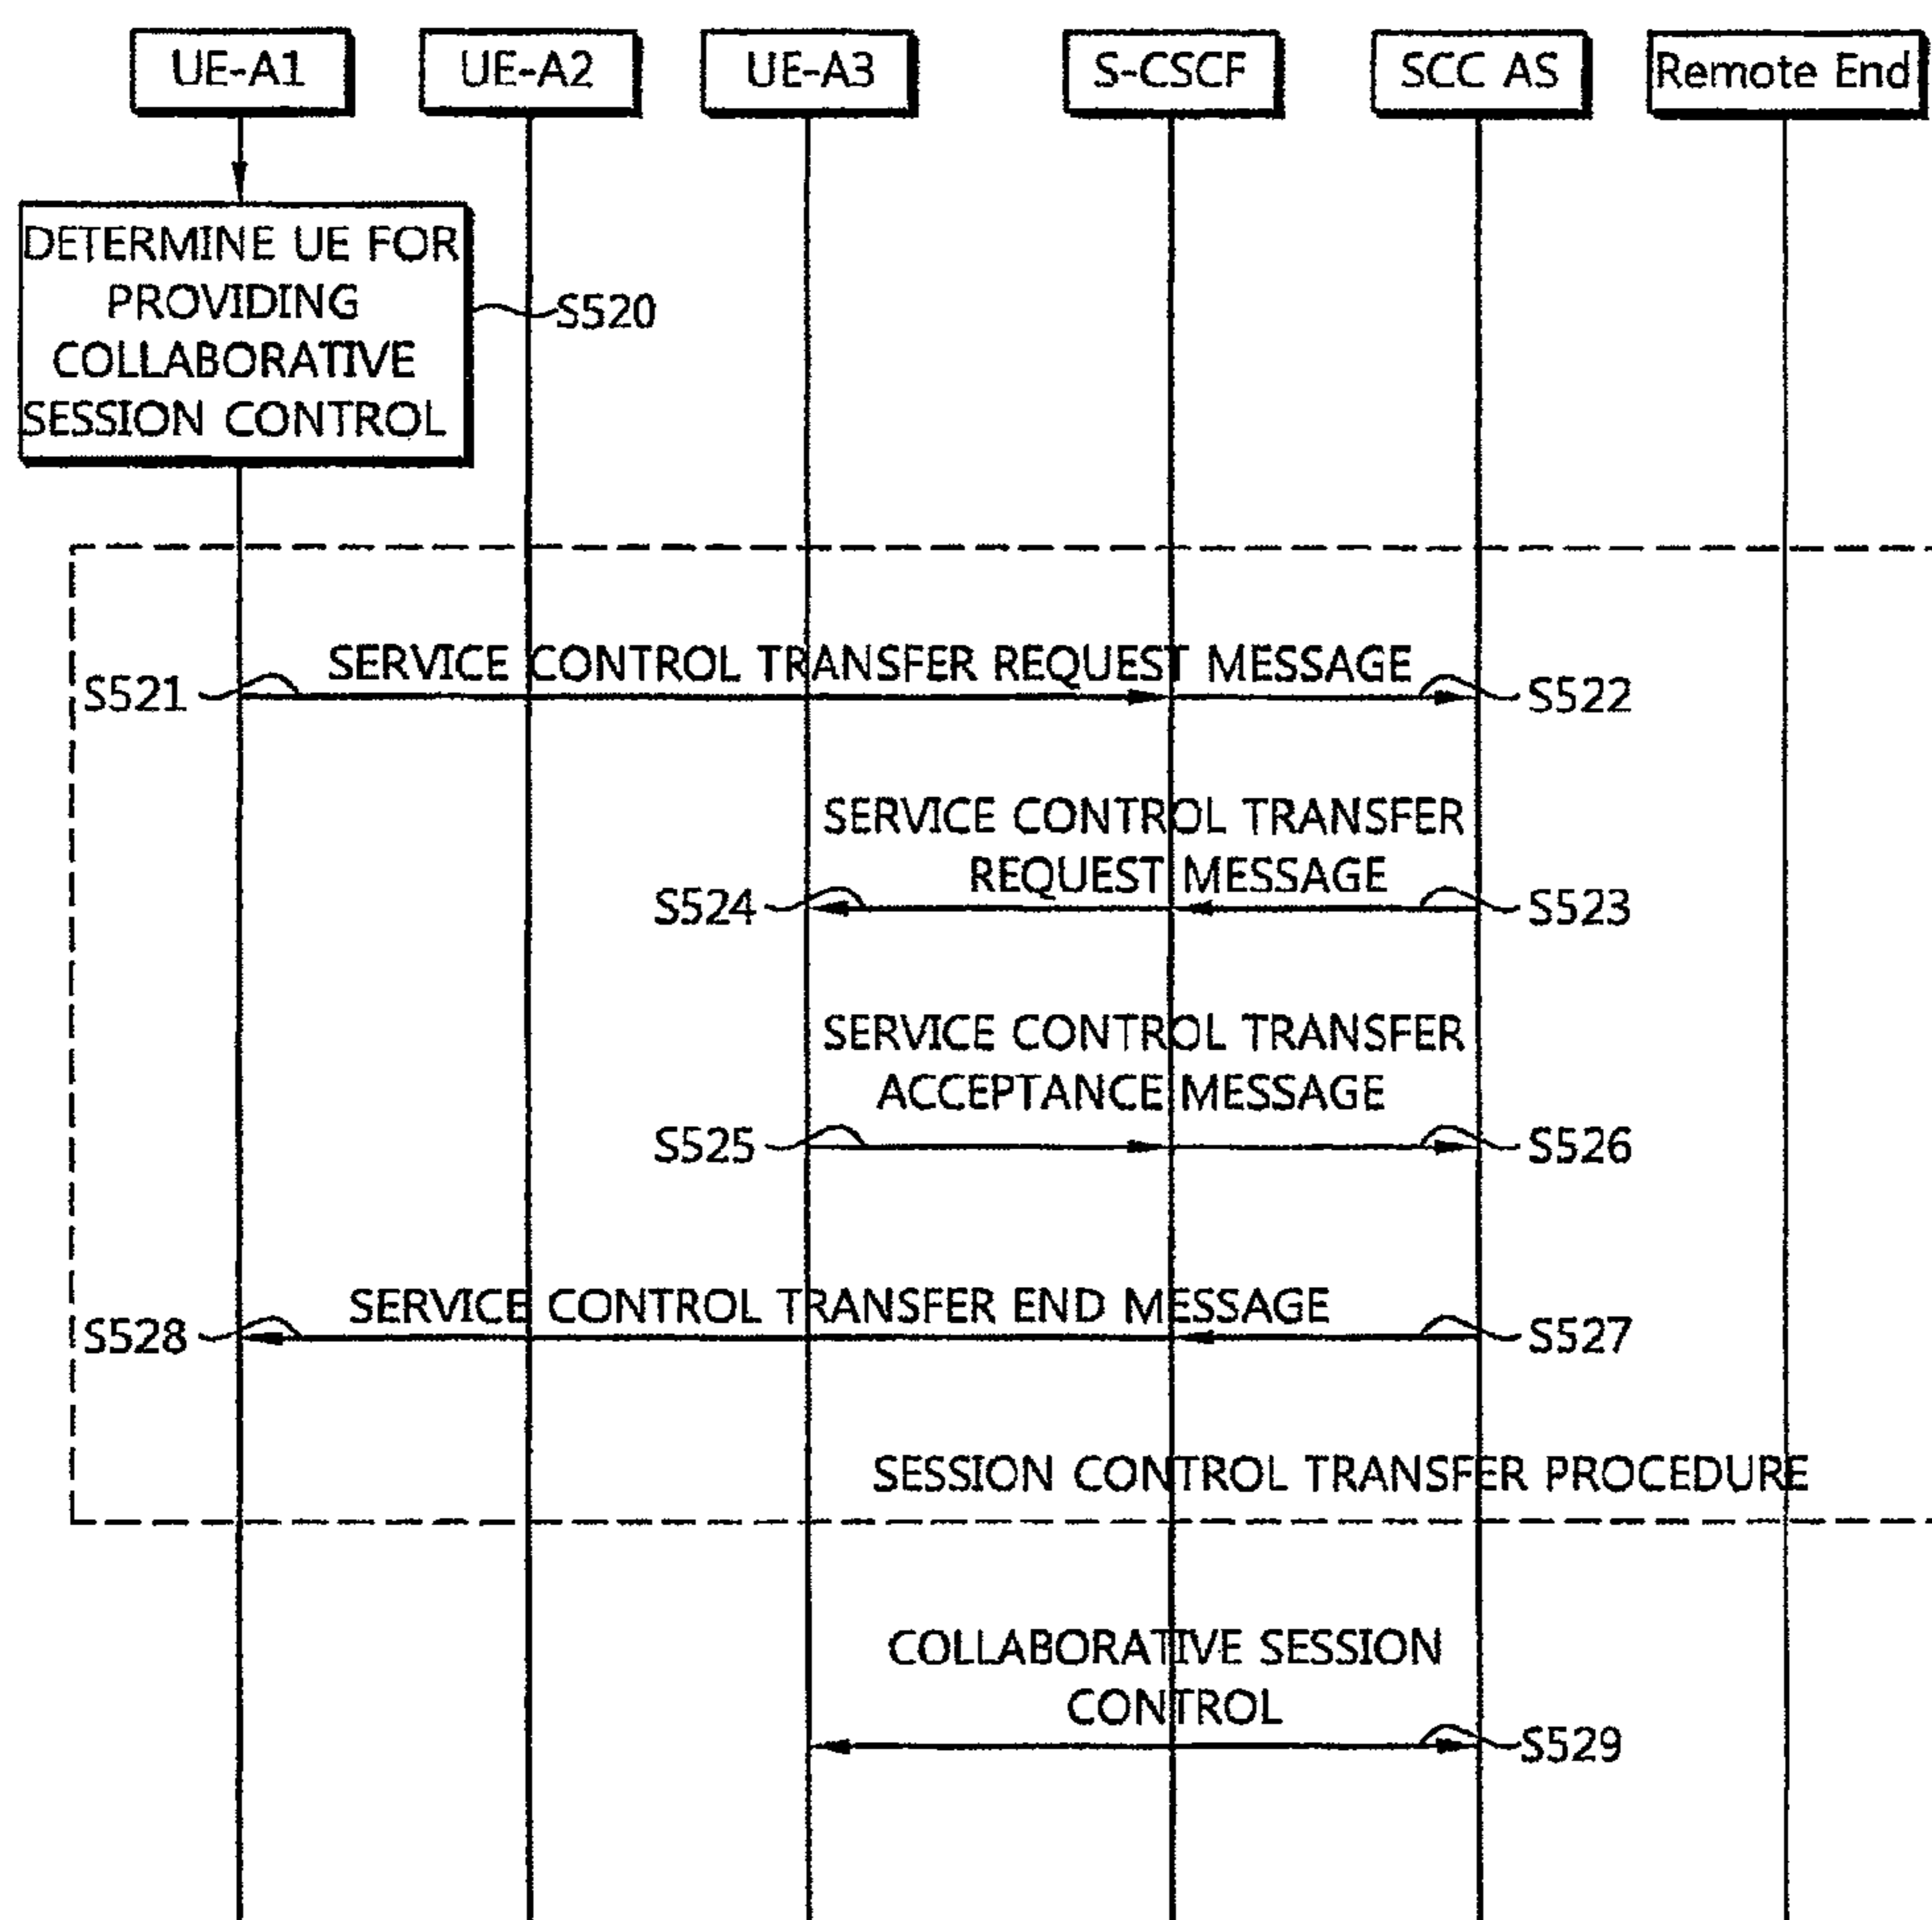 UE-A1
UE-A2
UE-A3
S-CSCF
SCC AS
Remote End
DETERMINE UE FOR
PROVIDING
COLLABORATIVE
SESSION CONTROL
S520
SERVICE CONTROL TRANSFER REQUEST MESSAGE
S521
S522
SERVICE CONTROL TRANSFER
REQUEST MESSAGE
S524
S523
SERVICE CONTROL TRANSFER
ACCEPTANCE MESSAGE
S525
S526
SERVICE CONTROL TRANSFER END MESSAGE
S528
S527
SESSION CONTROL TRANSFER PROCEDURE
COLLABORATIVE SESSION
CONTROL
S529